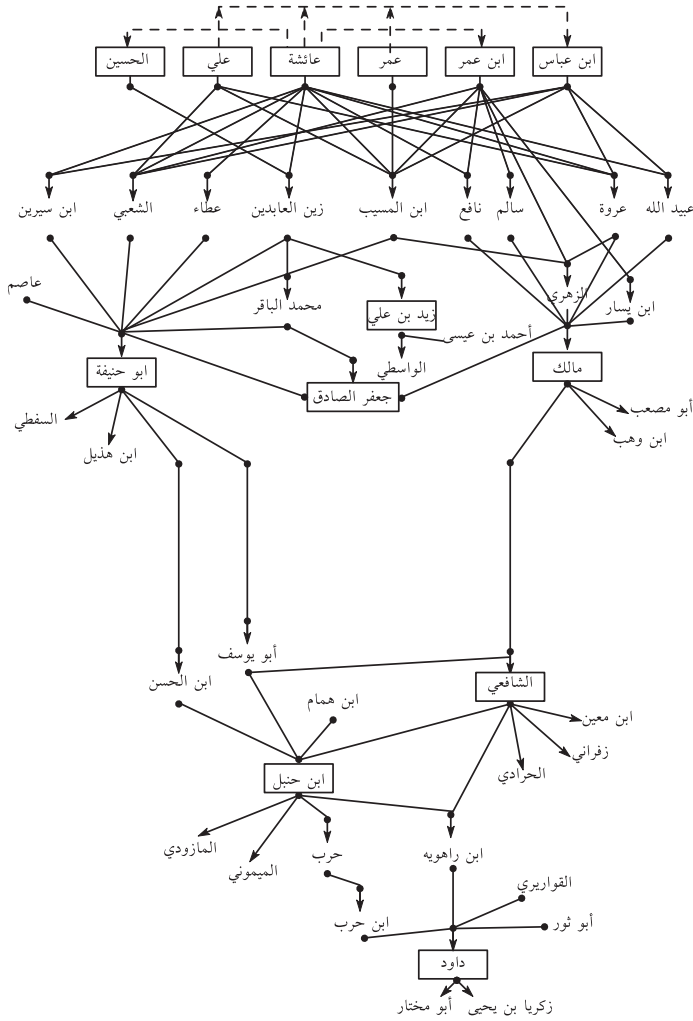 ابن عباس
ابن عمر
عمر
عائشة
علي
الحسين
عبيد الله
عروة
سالم
نافع
ابن المسيب
زين العابدين
عطاء
الشعبي
ابن سيرين
عاصم
محمد الباقر
الزهري
ابن يسار
زيد بن علي
أحمد بن عيسى
الواسطي
مالك
ابو حنيفة
جعفر الصادق
أبو مصعب
ابن وهب
السفطي
ابن هذيل
أبو يوسف
ابن الحسن
الشافعي
ابن همام
ابن معين
زفراني
الحرادي
ابن حنبل
المازودي
الميموني
حرب
ابن راهويه
القواريري
أبو ثور
ابن حرب
داود
زكريا بن يحيى
أبو مختار